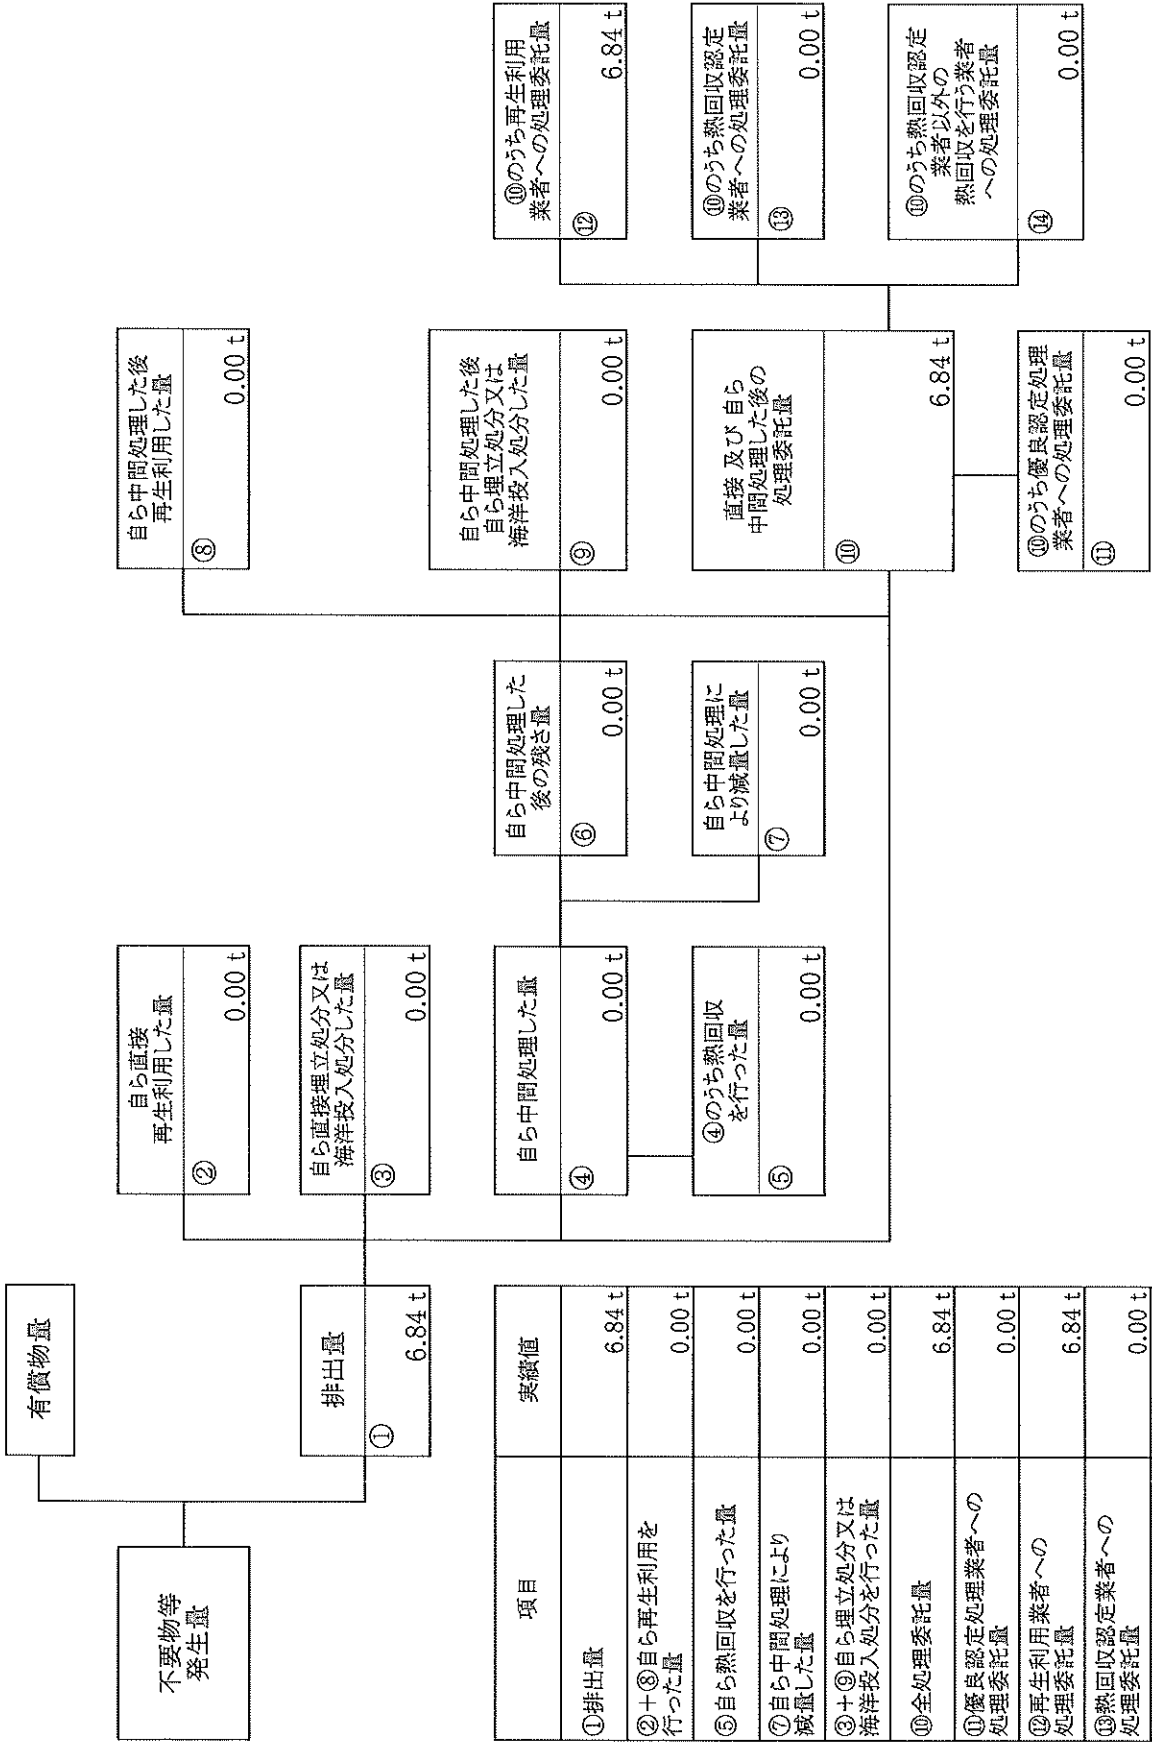 有償物量
不要物等
発生量
排出量
①
6.84 t
自ら直接
再生利用した量
②
0.00 t
自ら直接埋立処分又は
海洋投入処分した量
③
0.00 t
自ら中間処理した量
④
0.00 t
④のうち熱回収
を行った量
⑤
0.00 t
自ら中間処理した
後の残さ量
⑥
0.00 t
自ら中間処理に
より減量した量
⑦
0.00 t
自ら中間処理した後
再生利用した量
⑧
0.00 t
自ら中間処理した後
自ら埋立処分又は
海洋投入処分した量
⑨
0.00 t
直接 及び 自ら
中間処理した後の
処理委託量
⑩
6.84 t
⑩のうち優良認定処理
業者への処理委託量
⑪
0.00 t
⑩のうち再生利用
業者への処理委託量
⑫
6.84 t
⑩のうち熱回収認定
業者への処理委託量
⑬
0.00 t
⑩のうち熱回収認定
業者以外の
熱回収を行う業者
への処理委託量
⑭
0.00 t
項目 実績値
①排出量 6.84 t
②+⑧自ら再生利用を
行った量 0.00 t
⑤自ら熱回収を行った量 0.00 t
⑦自ら中間処理により
減量した量 0.00 t
③+⑨自ら埋立処分又は
海洋投入処分を行った量 0.00 t
⑩全処理委託量 6.84 t
⑪優良認定処理業者への
処理委託量 0.00 t
⑫再生利用業者への
処理委託量 6.84 t
⑬熱回収認定業者への
処理委託量 0.00 t